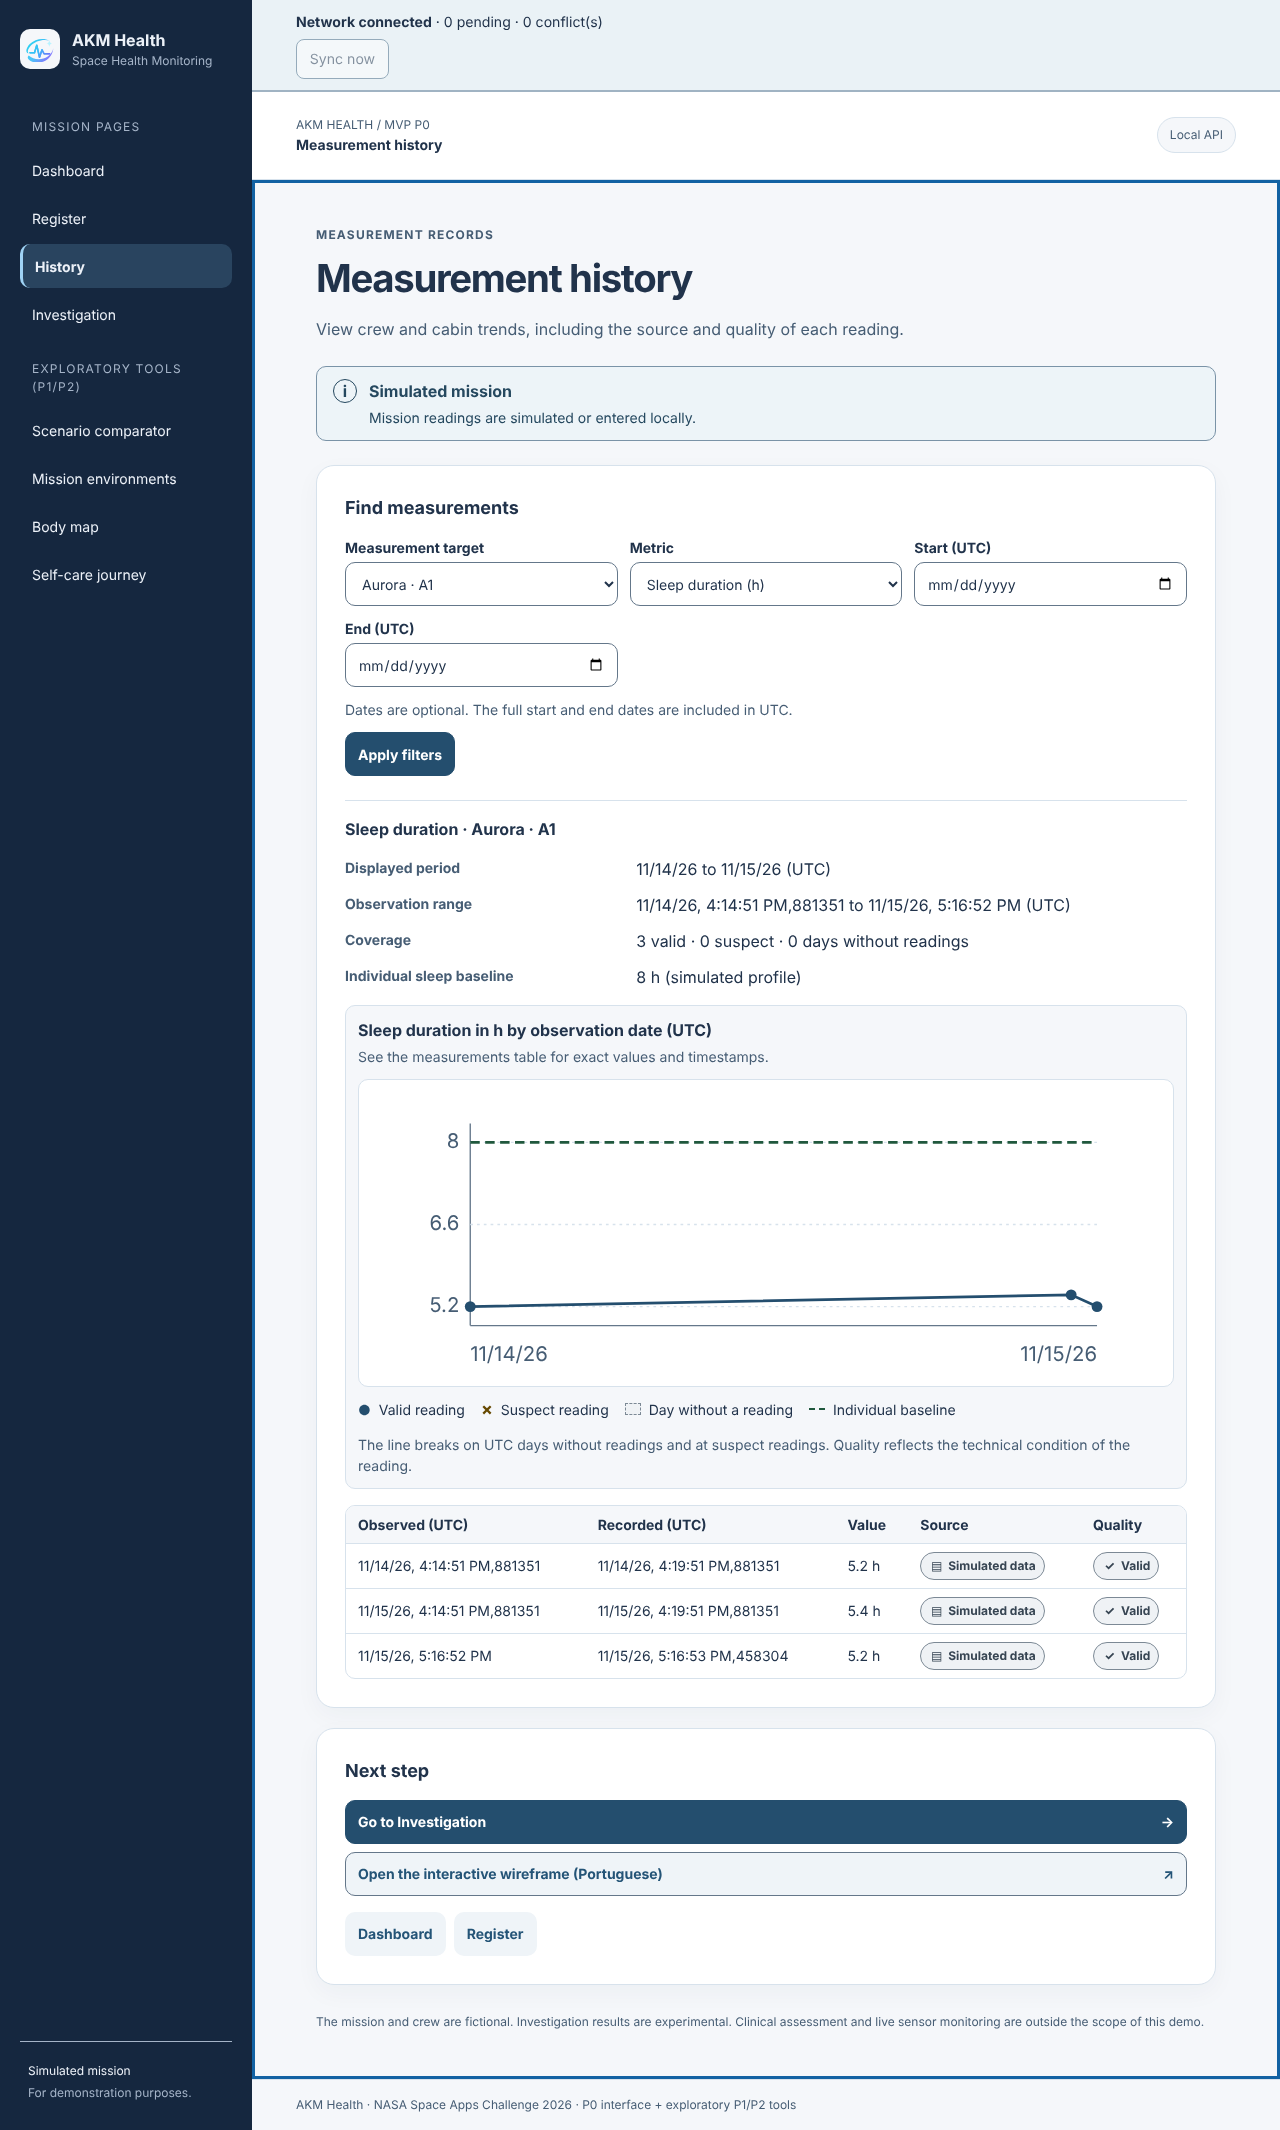 AKM Health
Space Health Monitoring
MISSION PAGES
Dashboard
Register
History
Investigation
EXPLORATORY TOOLS
(P1/P2)
Scenario comparator
Mission environments
Body map
Self-care journey
Simulated mission
For demonstration purposes.
Network connected · 0 pending · 0 conflict(s)
Sync now
AKM HEALTH / MVP P0
Measurement history
Local API
MEASUREMENT RECORDS
Measurement history
View crew and cabin trends, including the source and quality of each reading.
Simulated mission
Mission readings are simulated or entered locally.
Find measurements
Measurement target Metric Start (UTC)
Aurora · A1 Sleep duration (h) mm/dd/yyyy
End (UTC)
mm/dd/yyyy
Dates are optional. The full start and end dates are included in UTC.
Apply filters
Sleep duration · Aurora · A1
Displayed period 11/14/26 to 11/15/26 (UTC)
Observation range 11/14/26, 4:14:51 PM,881351 to 11/15/26, 5:16:52 PM (UTC)
Coverage 3 valid · 0 suspect · 0 days without readings
Individual sleep baseline 8 h (simulated profile)
Sleep duration in h by observation date (UTC)
See the measurements table for exact values and timestamps.
8
6.6
5.2
11/14/26 11/15/26
Valid reading Suspect reading Day without a reading Individual baseline
The line breaks on UTC days without readings and at suspect readings. Quality reflects the technical condition of the
reading.
Observed (UTC) Recorded (UTC) Value Source Quality
11/14/26, 4:14:51 PM,881351 11/14/26, 4:19:51 PM,881351 5.2 h Simulated data Valid
11/15/26, 4:14:51 PM,881351 11/15/26, 4:19:51 PM,881351 5.4 h Simulated data Valid
11/15/26, 5:16:52 PM 11/15/26, 5:16:53 PM,458304 5.2 h Simulated data Valid
Next step
Go to Investigation →
Open the interactive wireframe (Portuguese) ↗
Dashboard Register
The mission and crew are fictional. Investigation results are experimental. Clinical assessment and live sensor monitoring are outside the scope of this demo.
AKM Health · NASA Space Apps Challenge 2026 · P0 interface + exploratory P1/P2 tools